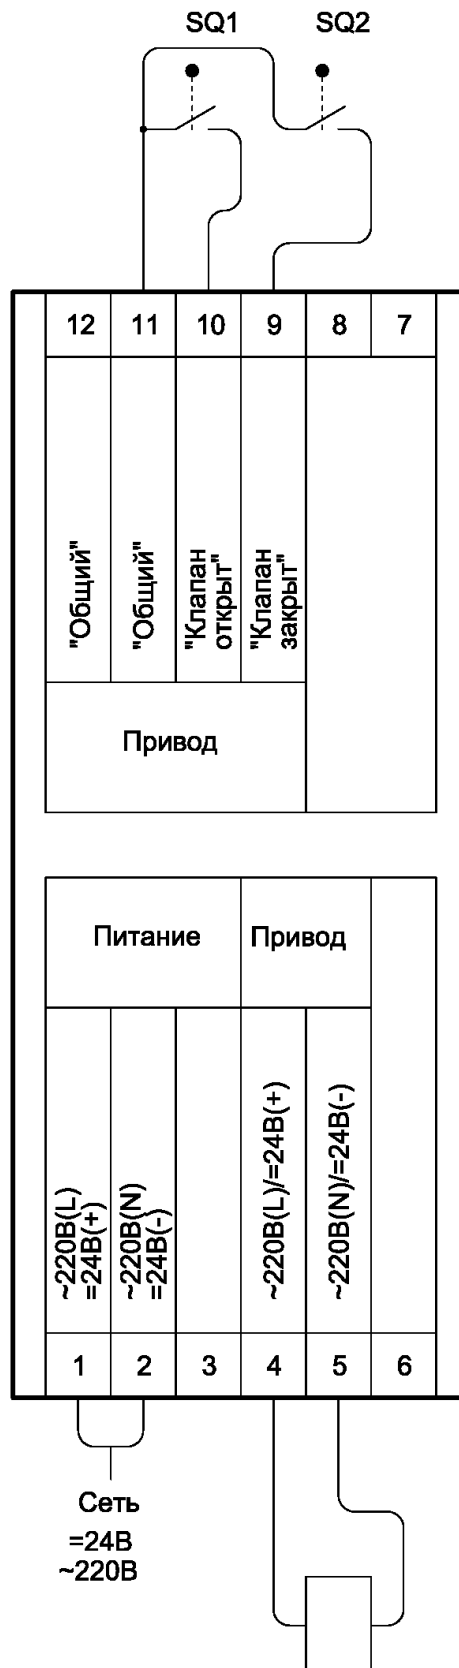 SQ1 SQ2
12 11 10 9 8 7
"Общий"
"Общий"
"Клапан
открыт"
"Клапан
закрыт"
Привод
Питание Привод
~220В(L)
=24В(+)
~220В(N)
=24В(-)
~220В(L)/=24В(+)
~220В(N)/=24В(-)
1 2 3 4 5 6
Сеть
=24В
~220В